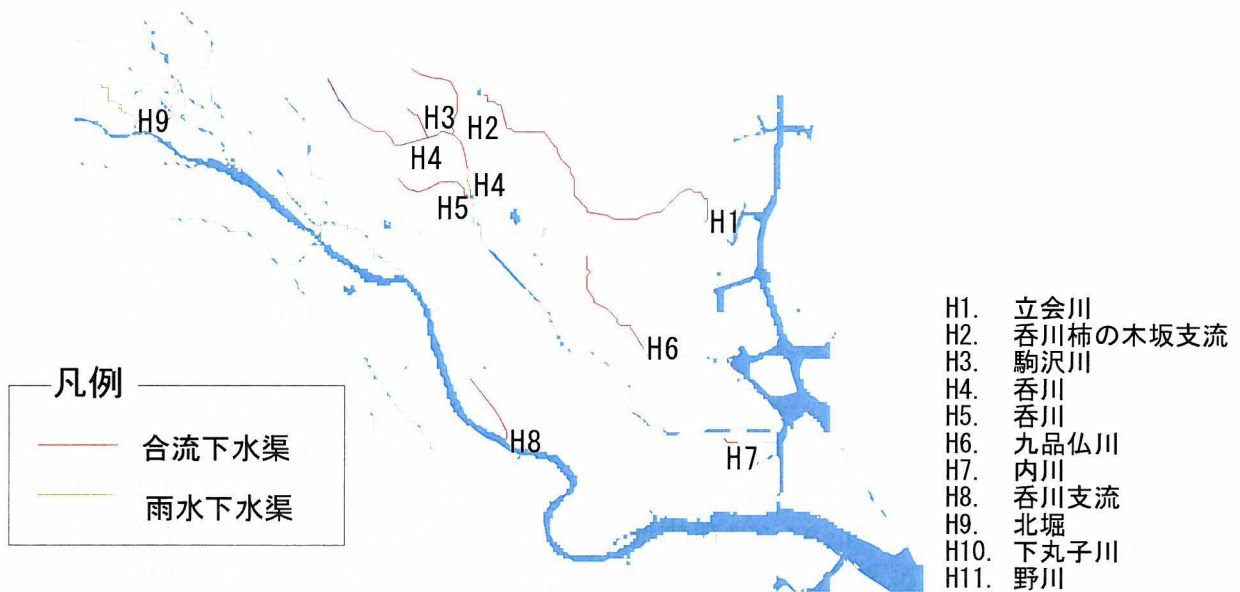 H9
H3
H2
H4
H4
H5
H1
H6
H8
H7
凡例
合流下水渠
雨水下水渠
H1. 立会川
H2. 呑川柿の木坂支流
H3. 駒沢川
H4. 呑川
H5. 呑川
H6. 九品仏川
H7. 内川
H8. 呑川支流
H9. 北堀
H10. 下丸子川
H11. 野川